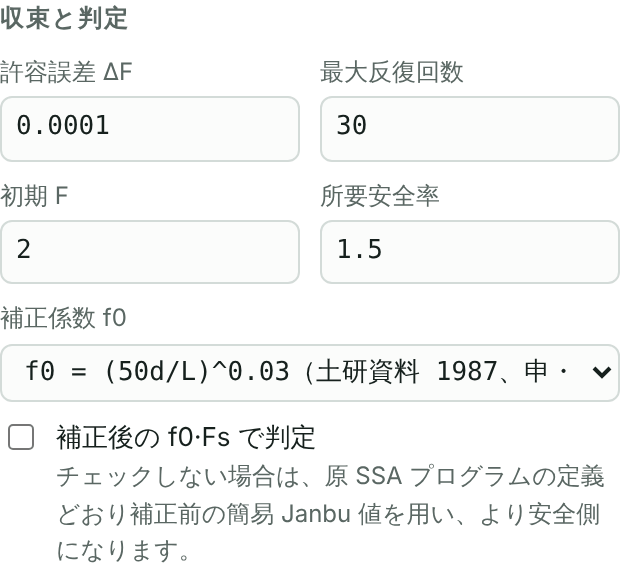 収束と判定
許容誤差 ΔF
最大反復回数
0.0001
30
初期 F
所要安全率
2
1.5
補正係数 f0
f0 = (50d/L)^0.03（土研資料 1987、申・
補正後の f0·Fs で判定
チェックしない場合は、原 SSA プログラムの定義
どおり補正前の簡易 Janbu 値を用い、より安全側
になります。